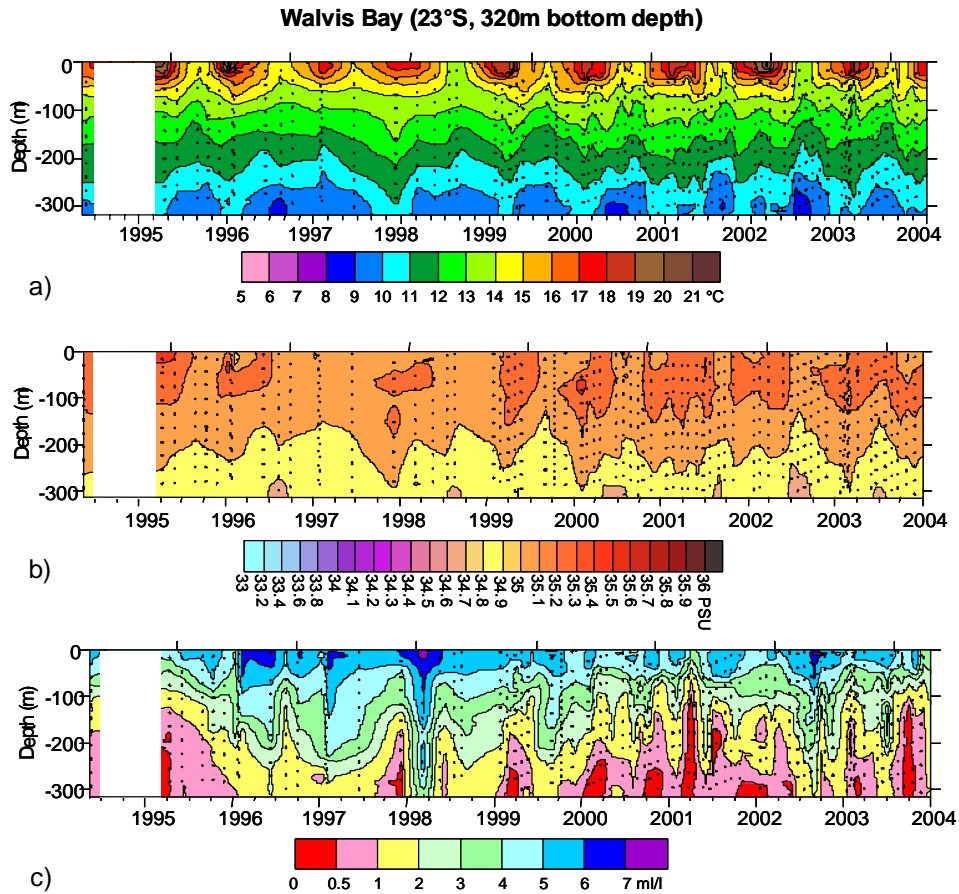 Walvis Bay (23°S, 320m bottom depth)
0
-100
-200
-300
Depth (m)
1995 1996 1997 1998 1999 2000 2001 2002 2003 2004
a)
5 6 7 8 9 10 11 12 13 14 15 16 17 18 19 20 21 °C
0
-100
-200
-300
Depth (m)
1995 1996 1997 1998 1999 2000 2001 2002 2003 2004
b)
33 33.2 33.4 33.6 33.8 34 34.1 34.2 34.3 34.4 34.5 34.6 34.7 34.8 34.9 35 35.1 35.2 35.3 35.4 35.5 35.6 35.7 35.8 35.9 36 PSU
0
-100
-200
-300
Depth (m)
1995 1996 1997 1998 1999 2000 2001 2002 2003 2004
c)
0 0.5 1 2 3 4 5 6 7 ml/l